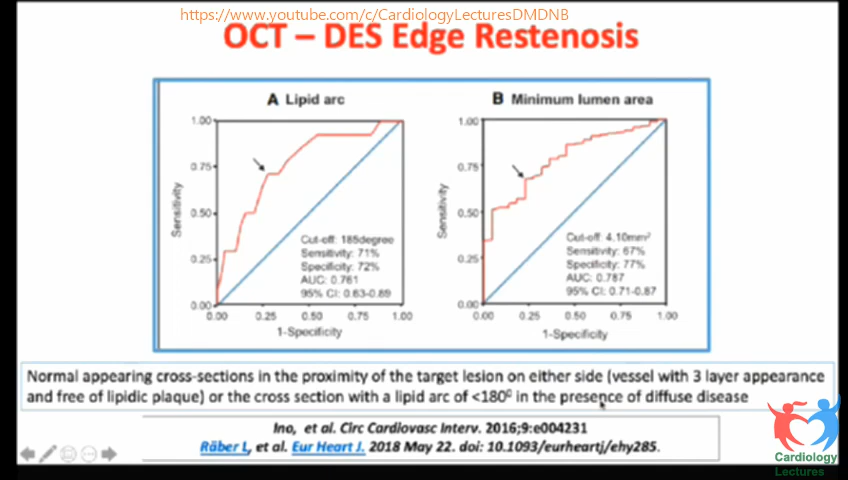 https://www.youtube.com/c/CardiologyLecturesDMDNB
OCT – DES Edge Restenosis
A Lipid arc
1.00
0.75
0.50
0.25
0.00
Sensitivity
Cut-off: 185degree
Sensitivity: 71%
Specificity: 72%
AUC: 0.761
95% CI: 0.63-0.89
0.00 0.25 0.50 0.75 1.00
1-Specificity
B Minimum lumen area
1.00
0.75
0.50
0.25
0.00
Sensitivity
Cut-off: 4.10mm²
Sensitivity: 67%
Specificity: 77%
AUC: 0.787
95% CI: 0.71-0.87
0.00 0.25 0.50 0.75 1.00
1-Specificity
Normal appearing cross-sections in the proximity of the target lesion on either side (vessel with 3 layer appearance
and free of lipidic plaque) or the cross section with a lipid arc of <180⁰ in the presence of diffuse disease
Ino, et al. Circ Cardiovasc Interv. 2016;9:e004231
Räber L, et al. Eur Heart J. 2018 May 22. doi: 10.1093/eurheartj/ehy285.
Cardiology
Lectures